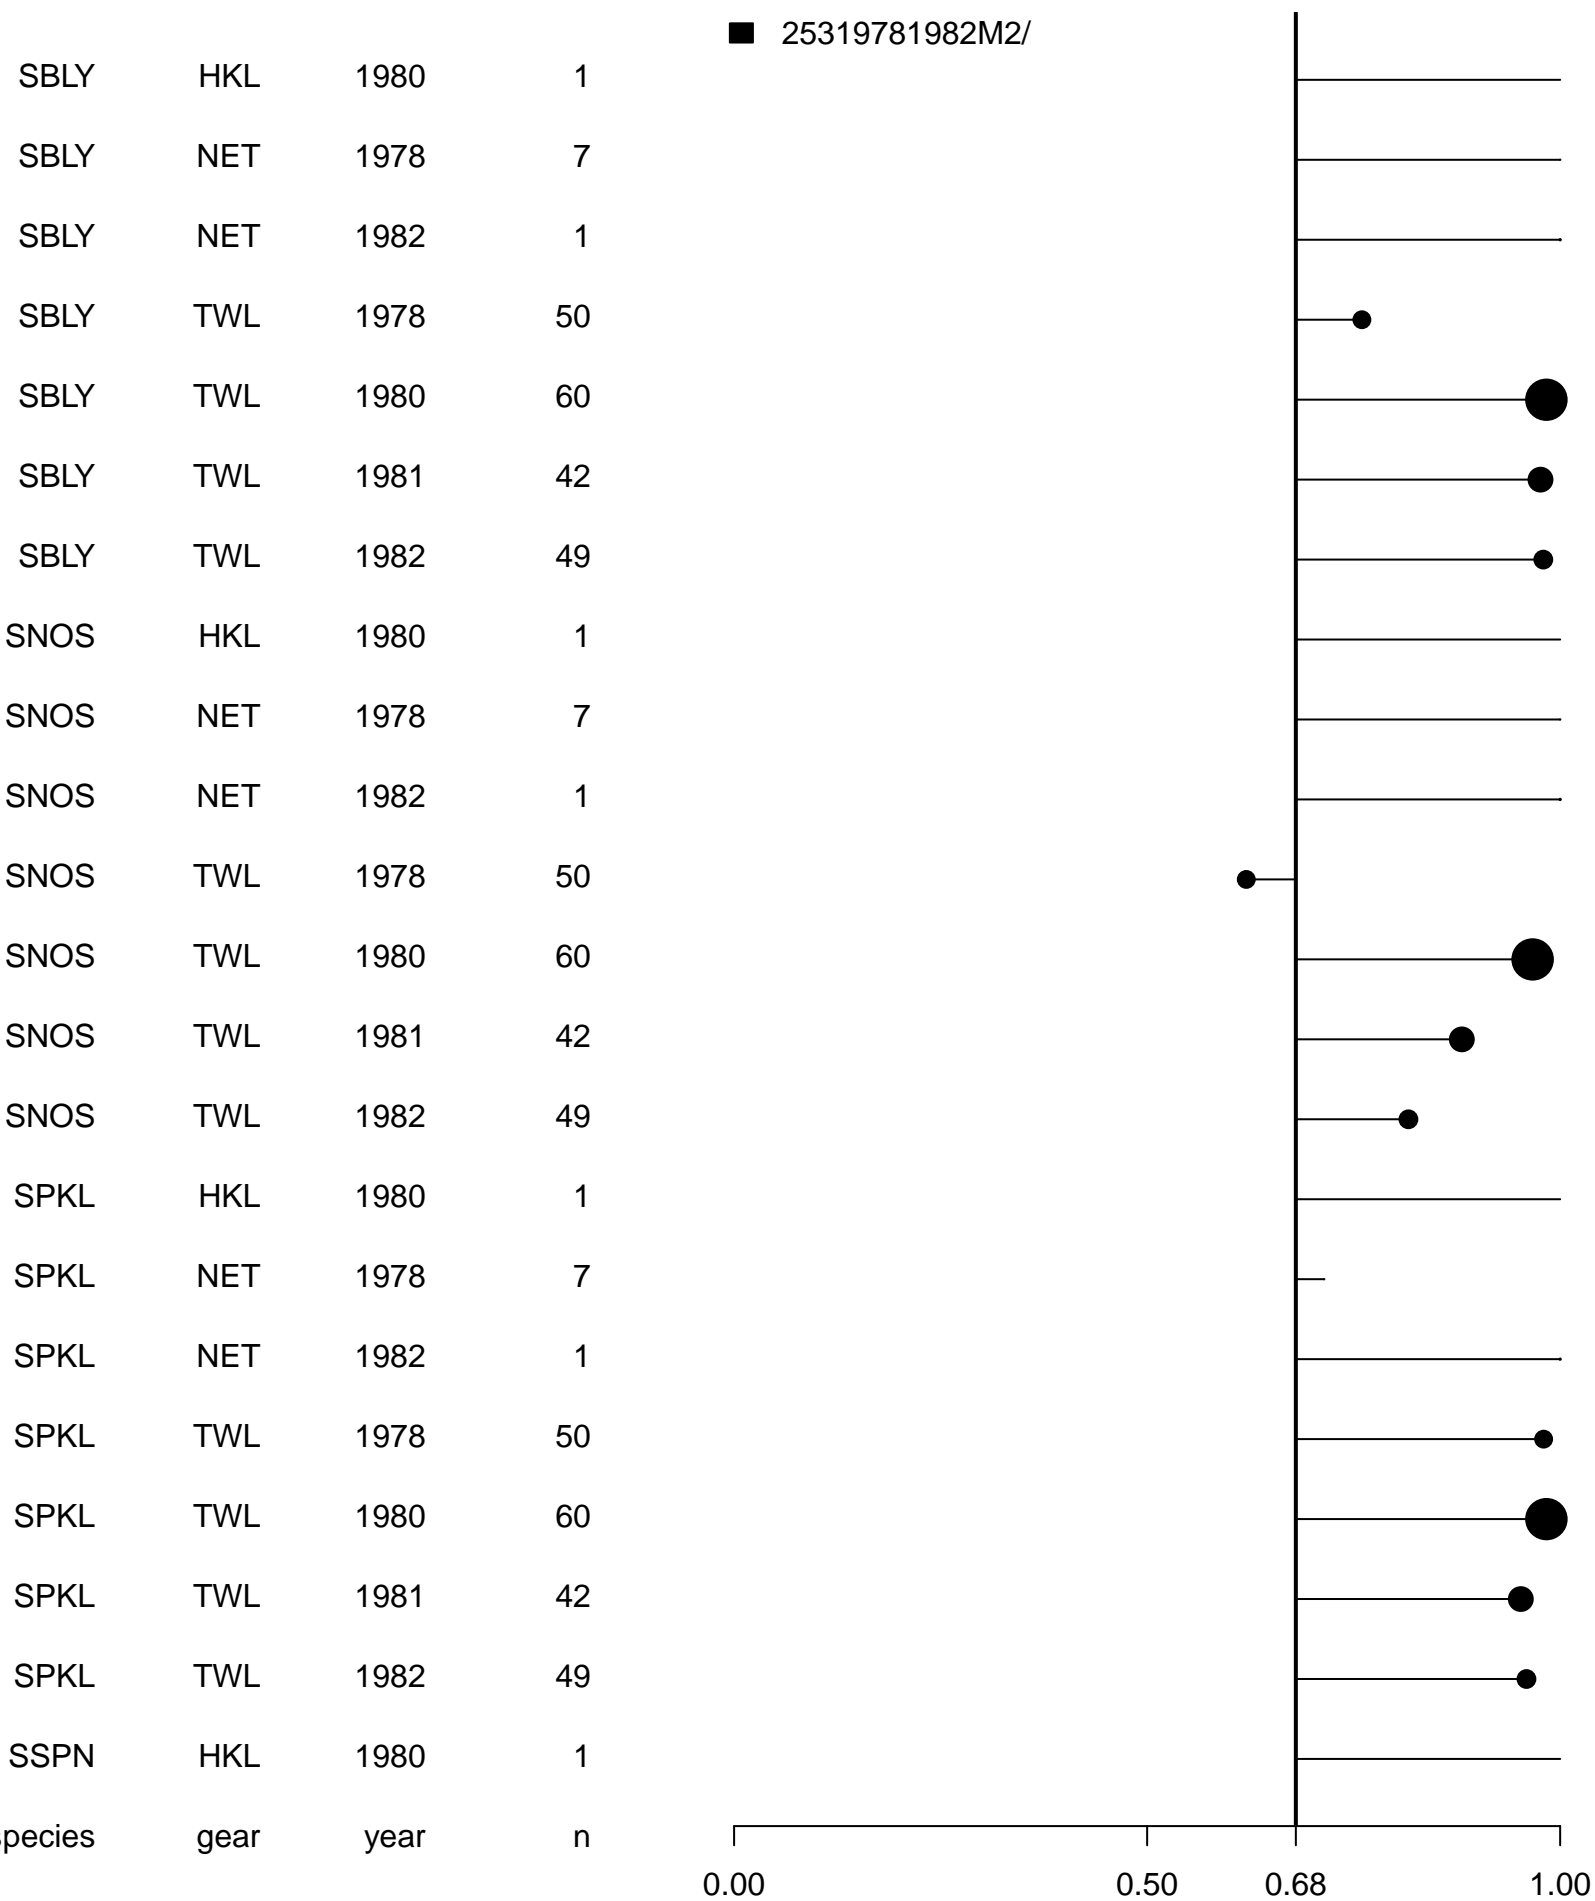 25319781982M2/
SBLY HKL 1980 1
SBLY NET 1978 7
SBLY NET 1982 1
SBLY TWL 1978 50
SBLY TWL 1980 60
SBLY TWL 1981 42
SBLY TWL 1982 49
SNOS HKL 1980 1
SNOS NET 1978 7
SNOS NET 1982 1
SNOS TWL 1978 50
SNOS TWL 1980 60
SNOS TWL 1981 42
SNOS TWL 1982 49
SPKL HKL 1980 1
SPKL NET 1978 7
SPKL NET 1982 1
SPKL TWL 1978 50
SPKL TWL 1980 60
SPKL TWL 1981 42
SPKL TWL 1982 49
SSPN HKL 1980 1
species gear year n
0.00 0.50 0.68 1.00